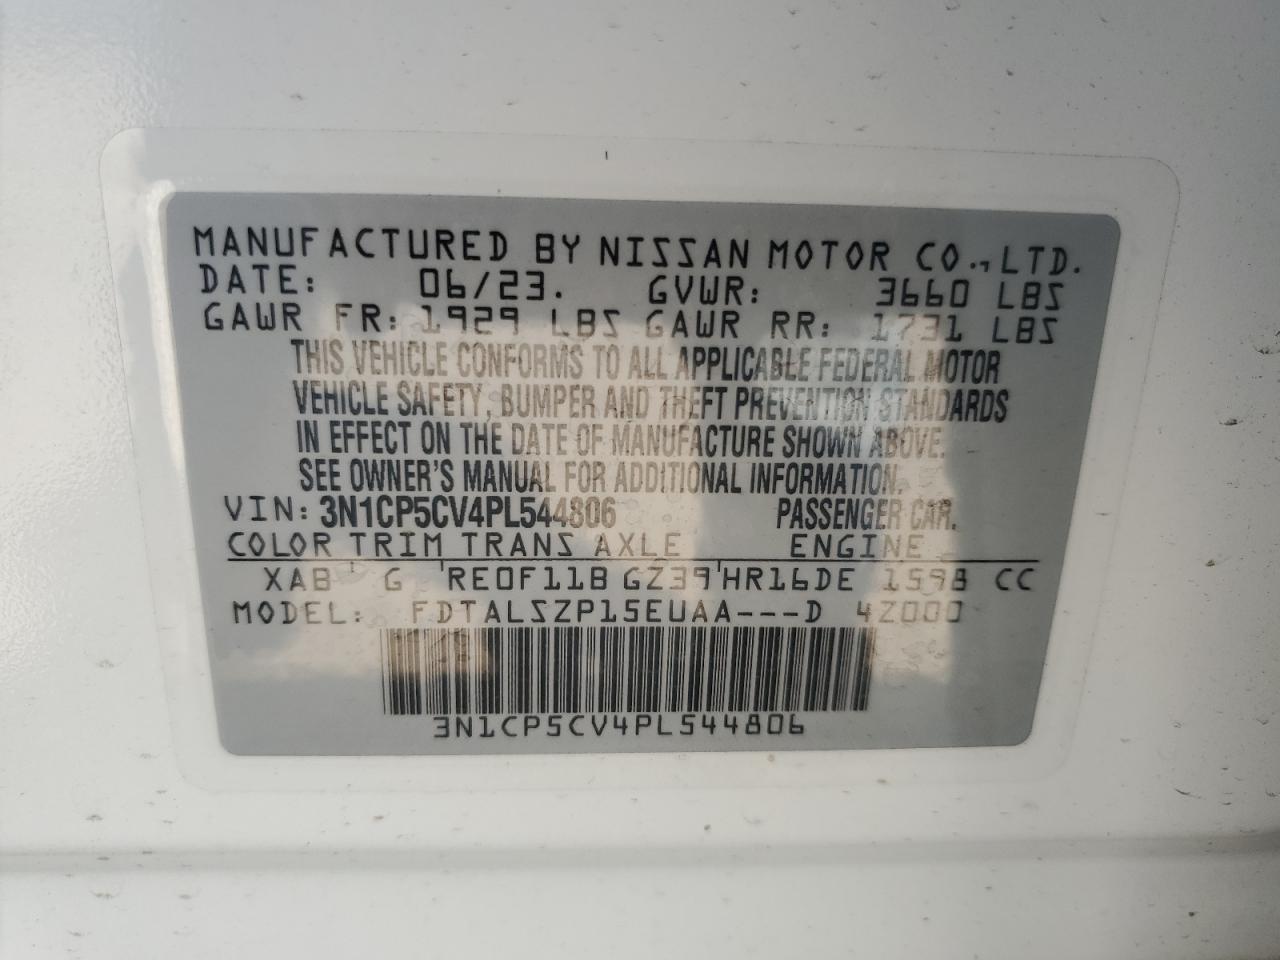 MANUFACTURED BY NISSAN MOTOR CO., LTD.
DATE: 06/23. GVWR: 3660 LBS
GAWR FR: 1929 LBS GAWR RR: 1731 LBS
THIS VEHICLE CONFORMS TO ALL APPLICABLE FEDERAL MOTOR
VEHICLE SAFETY, BUMPER AND THEFT PREVENTION STANDARDS
IN EFFECT ON THE DATE OF MANUFACTURE SHOWN ABOVE.
SEE OWNER'S MANUAL FOR ADDITIONAL INFORMATION.
VIN: 3N1CP5CV4PL544806 PASSENGER CAR.
COLOR TRIM TRANS AXLE ENGINE
XAB G RE0F11B GZ39 HR16DE 1598 CC
MODEL: FDTALSZP15EUAA---D 4Z000
3N1CP5CV4PL544806